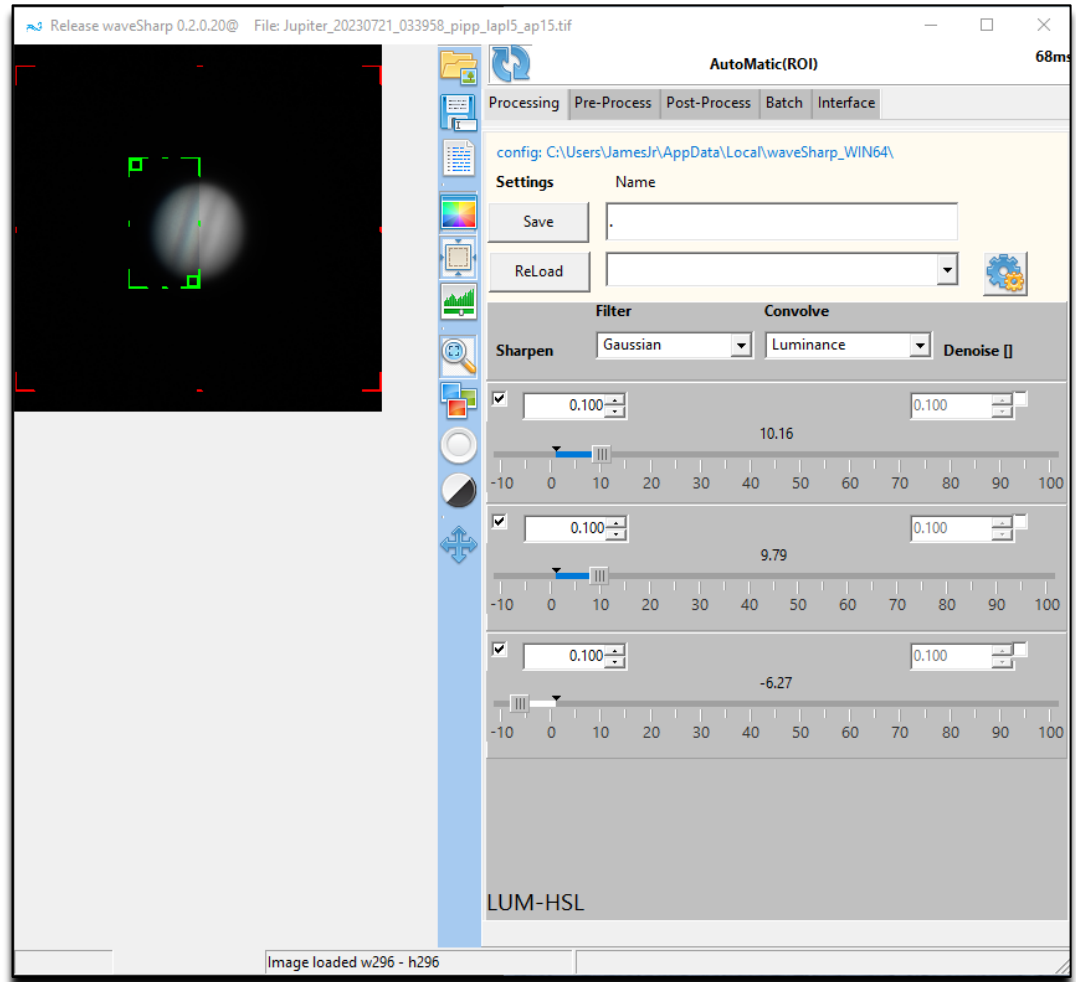 Release waveSharp 0.2.0.20@ File: Jupiter_20230721_033958_pipp_lapl5_ap15.tif
AutoMatic(ROI) 68ms
Processing Pre-Process Post-Process Batch Interface
config: C:\Users\JamesJr\AppData\Local\waveSharp_WIN64\
Settings Name
Save .
ReLoad
Filter Convolve
Sharpen Gaussian Luminance Denoise []
0.100 0.100
10.16
-10 0 10 20 30 40 50 60 70 80 90 100
0.100 0.100
9.79
-10 0 10 20 30 40 50 60 70 80 90 100
0.100 0.100
-6.27
-10 0 10 20 30 40 50 60 70 80 90 100
LUM-HSL
Image loaded w296 - h296